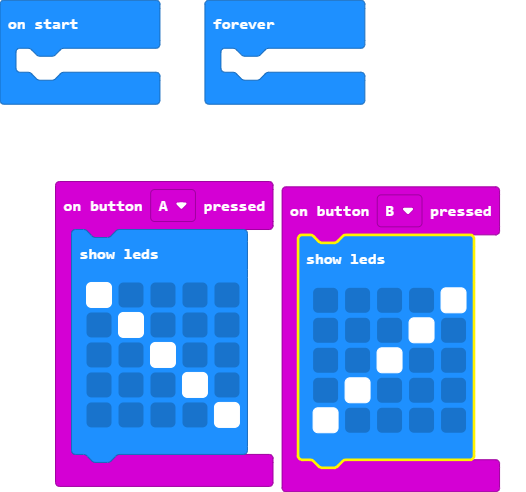 on start
forever
on button A pressed
show leds
on button B pressed
show leds